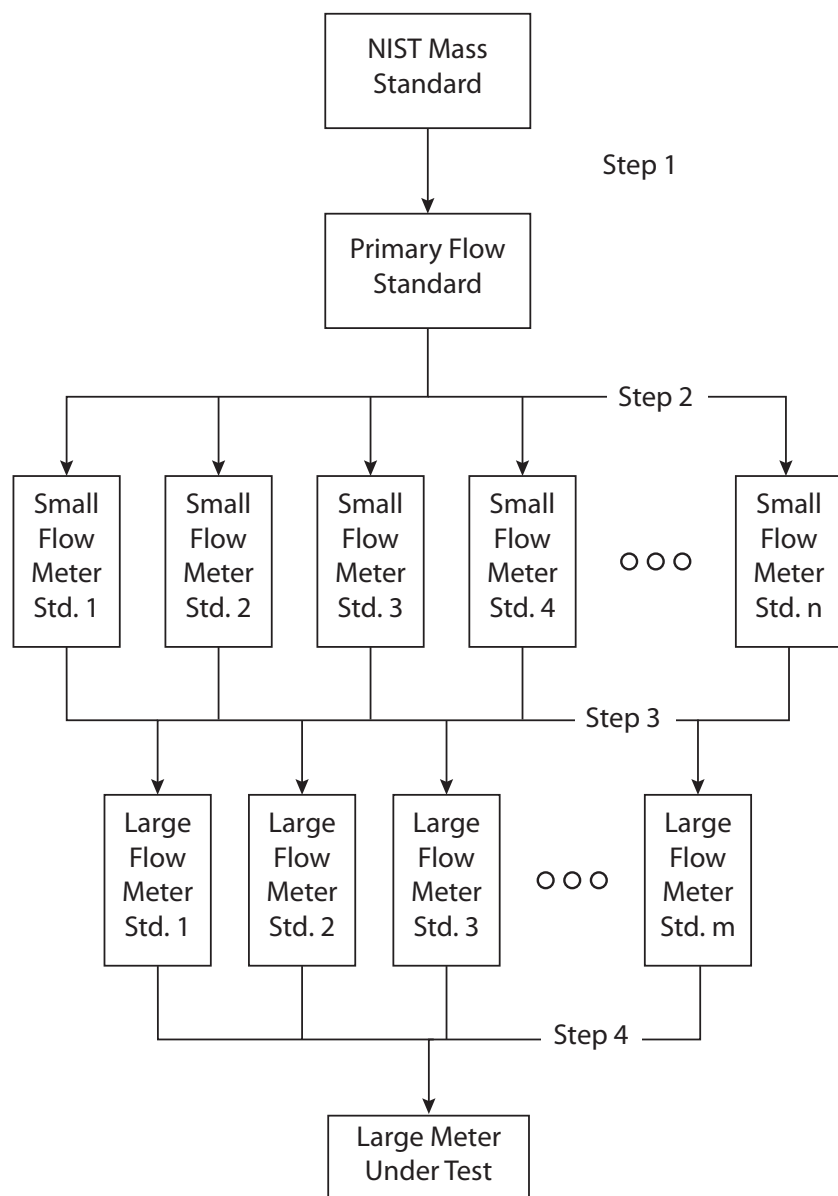 NIST Mass
Standard
Step 1
Primary Flow
Standard
Step 2
Small
Flow
Meter
Std. 1
Small
Flow
Meter
Std. 2
Small
Flow
Meter
Std. 3
Small
Flow
Meter
Std. 4
Small
Flow
Meter
Std. n
Step 3
Large
Flow
Meter
Std. 1
Large
Flow
Meter
Std. 2
Large
Flow
Meter
Std. 3
Large
Flow
Meter
Std. m
Step 4
Large Meter
Under Test